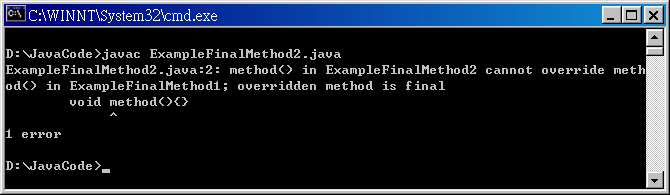 C:\WINNT\System32\cmd.exe
D:\JavaCode>javac ExampleFinalMethod2.java
ExampleFinalMethod2.java:2: method() in ExampleFinalMethod2 cannot override meth
od() in ExampleFinalMethod1; overridden method is final
        void method(){}
             ^
1 error
D:\JavaCode>_